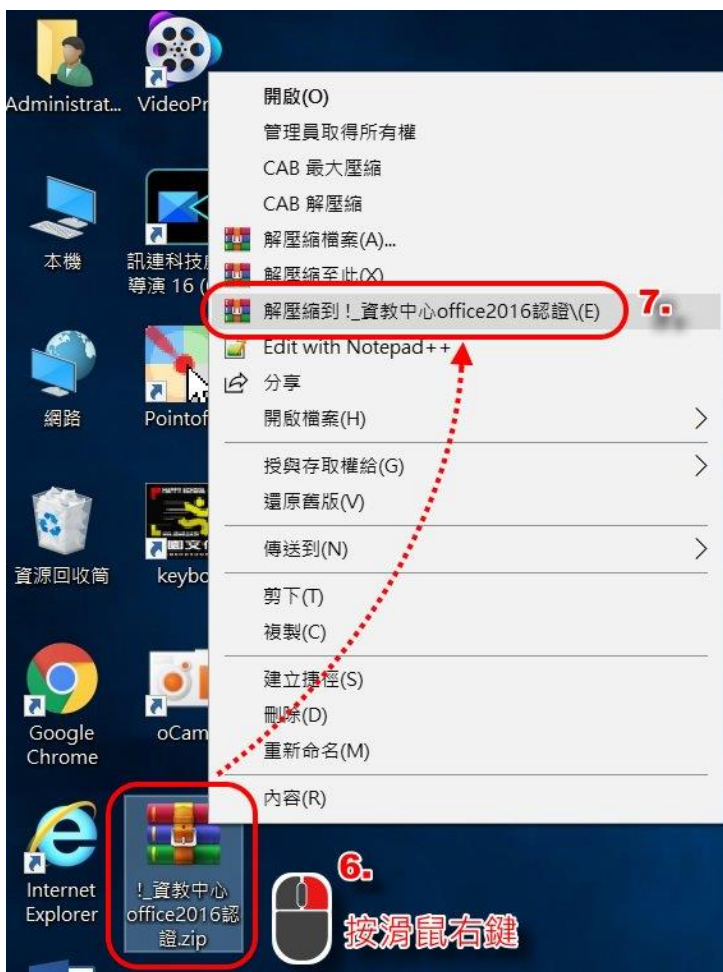 Administrat...
VideoPr
本機
訊連科技
導演 16 (
網路
Pointof
資源回收筒
keybo
Google
Chrome
oCam
Internet
Explorer
!_資教中心
office2016認
證.zip
開啟(O)
管理員取得所有權
CAB 最大壓縮
CAB 解壓縮
解壓縮檔案(A)...
解壓縮至此(X)
解壓縮到 !_資教中心office2016認證\(E)
7.
Edit with Notepad++
分享
開啟檔案(H)
授與存取權給(G)
還原舊版(V)
傳送到(N)
剪下(T)
複製(C)
建立捷徑(S)
刪除(D)
重新命名(M)
內容(R)
6.
按滑鼠右鍵